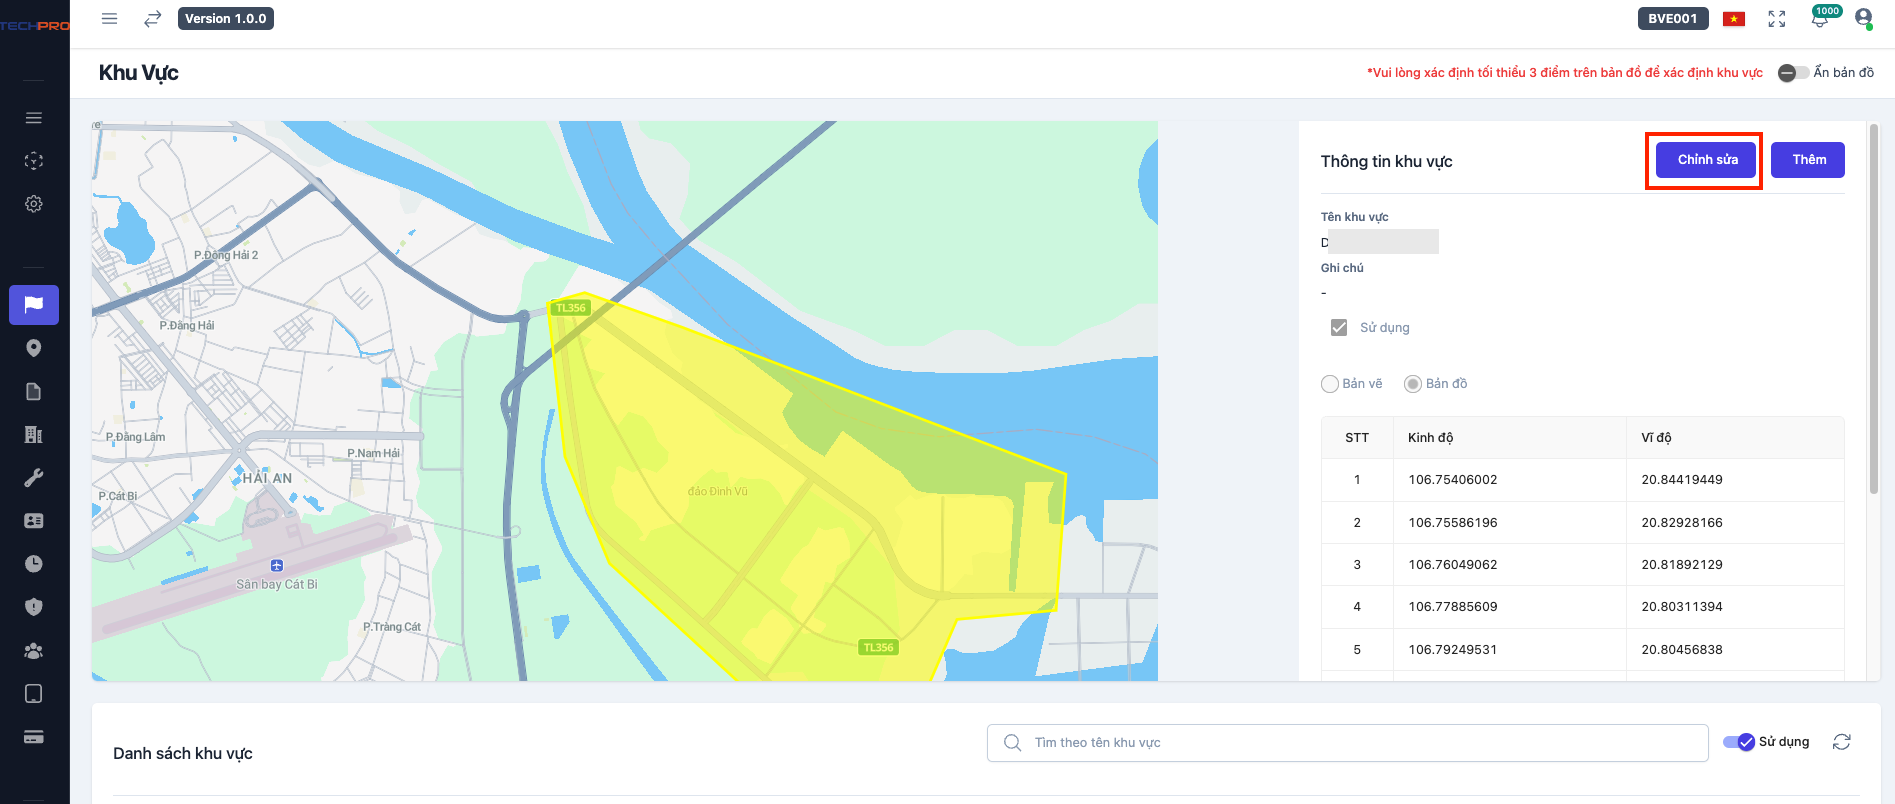 TECHPRO
Version 1.0.0
BVE001
1000
Khu Vực
*Vui lòng xác định tối thiểu 3 điểm trên bản đồ để xác định khu vực
Ẩn bản đồ
re
P.Đông Hải 2
P.Đằng Hải
P.Đằng Lâm
P.Nam Hải
HẢI AN
P.Cát Bi
Sân bay Cát Bi
P.Tràng Cát
TL356
đảo Đình Vũ
TL356
Thông tin khu vực
Chỉnh sửa
Thêm
Tên khu vực
D
Ghi chú
-
Sử dụng
Bản vẽ
Bản đồ
STT Kinh độ Vĩ độ
1 106.75406002 20.84419449
2 106.75586196 20.82928166
3 106.76049062 20.81892129
4 106.77885609 20.80311394
5 106.79249531 20.80456838
Danh sách khu vực
Tìm theo tên khu vực
Sử dụng